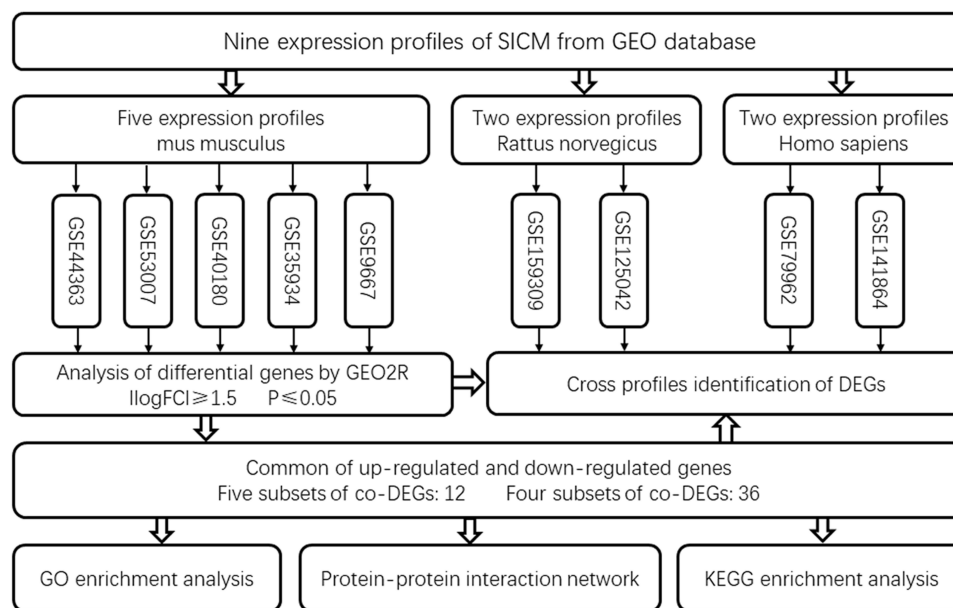 Nine expression profiles of SICM from GEO database
Five expression profiles
mus musculus
Two expression profiles
Rattus norvegicus
Two expression profiles
Homo sapiens
GSE44363
GSE53007
GSE40180
GSE35934
GSE9667
GSE159309
GSE125042
GSE79962
GSE141864
Analysis of differential genes by GEO2R
IlogFCI≥1.5 P≤0.05
Cross profiles identification of DEGs
Common of up-regulated and down-regulated genes
Five subsets of co-DEGs: 12 Four subsets of co-DEGs: 36
GO enrichment analysis
Protein-protein interaction network
KEGG enrichment analysis